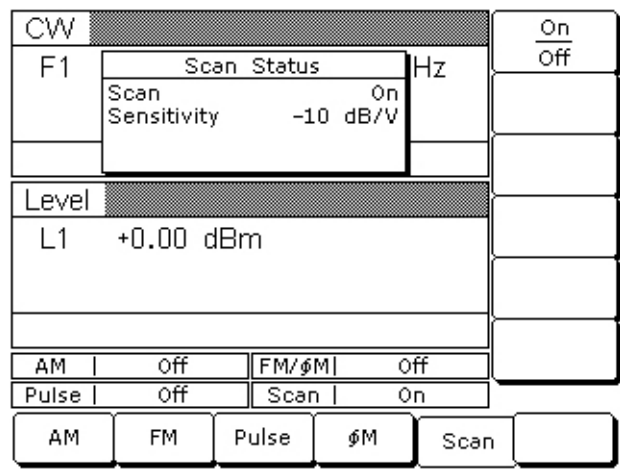 CW
On
Off
F1
Hz
Scan Status
Scan On
Sensitivity -10 dB/V
Level
L1 +0.00 dBm
AM | Off FM/ϕM| Off
Pulse | Off Scan | On
AM FM Pulse ϕM Scan